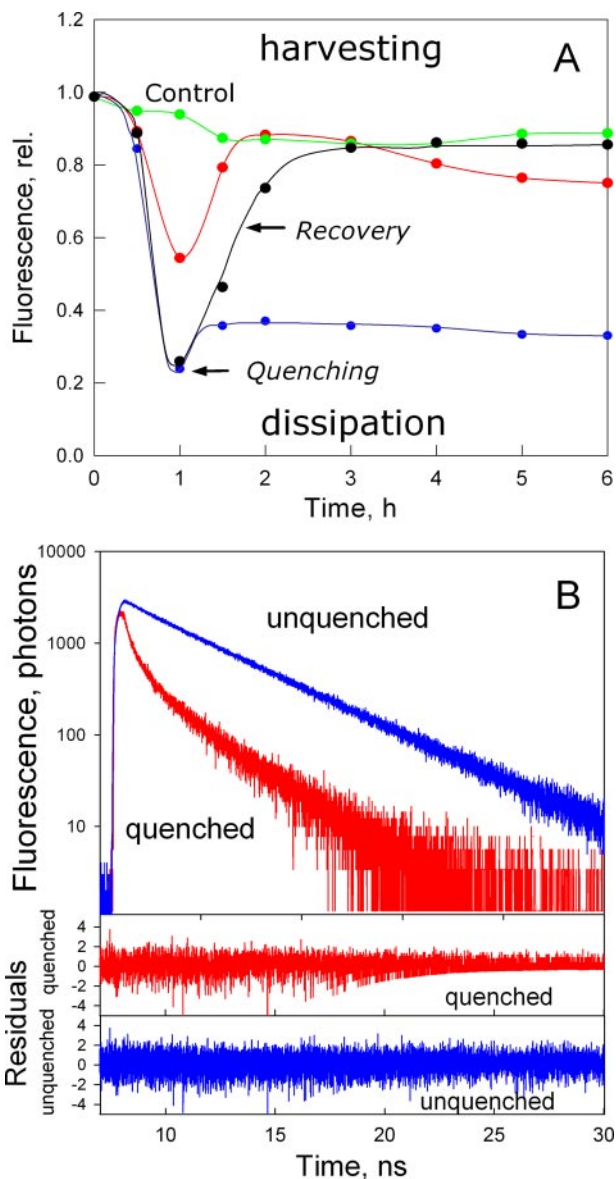 A
harvesting
Control
Recovery
Quenching
dissipation
Fluorescence, rel.
1.2
1.0
0.8
0.6
0.4
0.2
0.0
0 1 2 3 4 5 6
Time, h
B
unquenched
quenched
Fluorescence, photons
10000
1000
100
10
Residuals
quenched
4
2
0
-2
-4
quenched
unquenched
4
2
0
-2
-4
unquenched
10 15 20 25 30
Time, ns